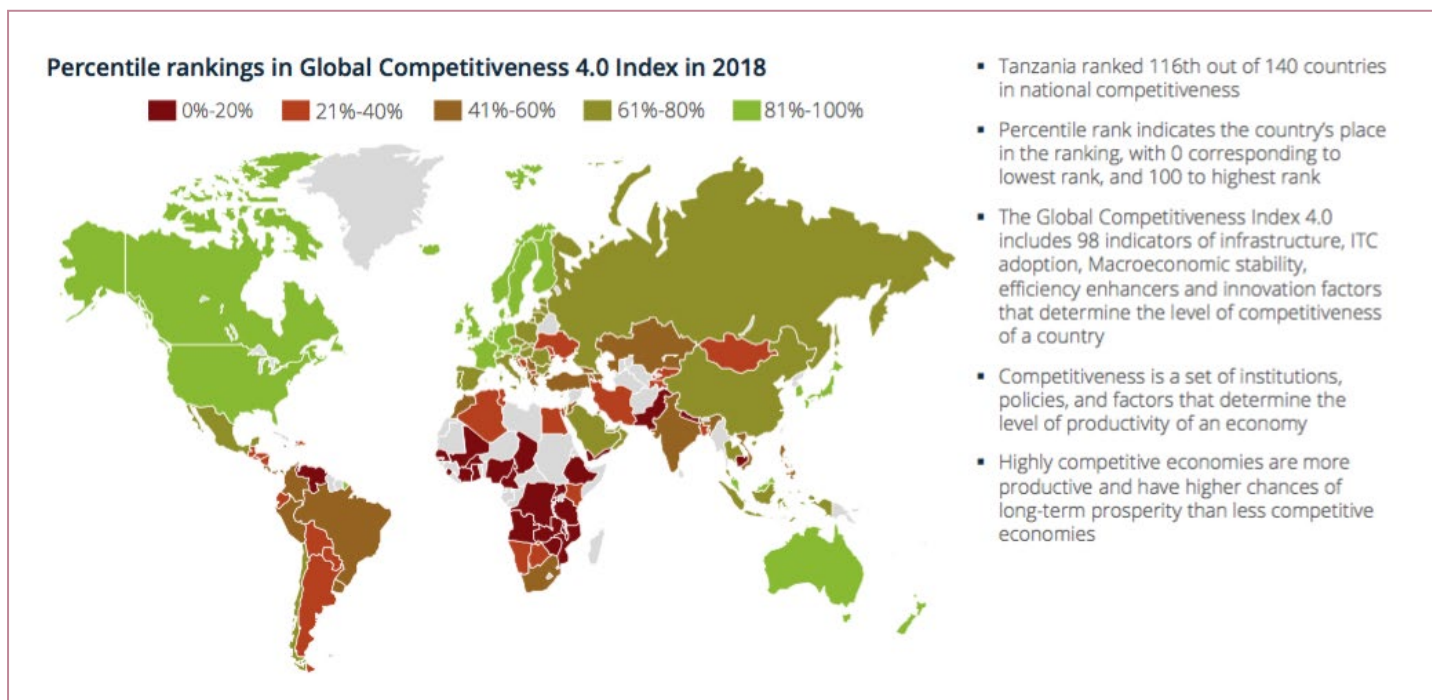 Percentile rankings in Global Competitiveness 4.0 Index in 2018
0%-20% 21%-40% 41%-60% 61%-80% 81%-100%
▪ Tanzania ranked 116th out of 140 countries
in national competitiveness
▪ Percentile rank indicates the country's place
in the ranking, with 0 corresponding to
lowest rank, and 100 to highest rank
▪ The Global Competitiveness Index 4.0
includes 98 indicators of infrastructure, ITC
adoption, Macroeconomic stability,
efficiency enhancers and innovation factors
that determine the level of competitiveness
of a country
▪ Competitiveness is a set of institutions,
policies, and factors that determine the
level of productivity of an economy
▪ Highly competitive economies are more
productive and have higher chances of
long-term prosperity than less competitive
economies